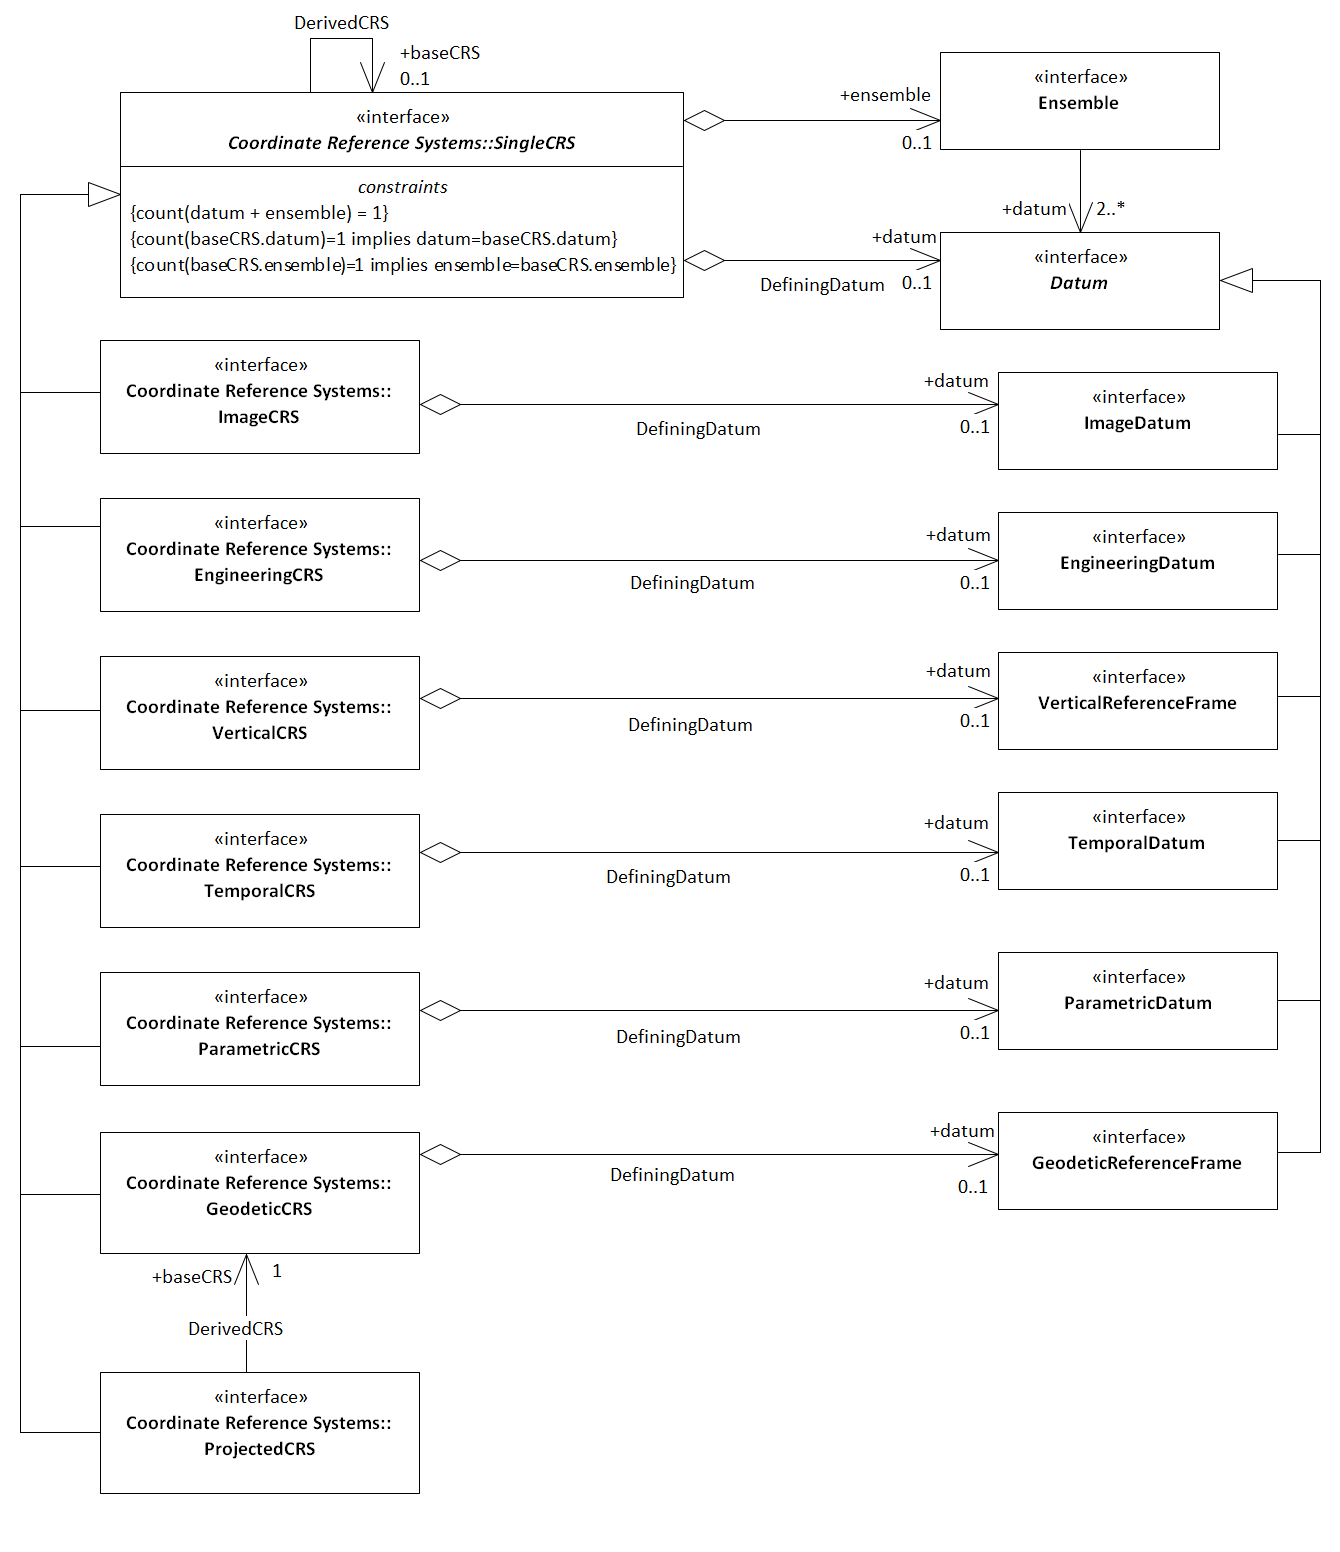 DerivedCRS
+baseCRS
0..1
«interface»
Coordinate Reference Systems::SingleCRS
constraints
{count(datum + ensemble) = 1}
{count(baseCRS.datum)=1 implies datum=baseCRS.datum}
{count(baseCRS.ensemble)=1 implies ensemble=baseCRS.ensemble}
+ensemble
0..1
«interface»
Ensemble
+datum
2..*
+datum
DefiningDatum
0..1
«interface»
Datum
«interface»
Coordinate Reference Systems::
ImageCRS
+datum
DefiningDatum
0..1
«interface»
ImageDatum
«interface»
Coordinate Reference Systems::
EngineeringCRS
+datum
DefiningDatum
0..1
«interface»
EngineeringDatum
«interface»
Coordinate Reference Systems::
VerticalCRS
+datum
DefiningDatum
0..1
«interface»
VerticalReferenceFrame
«interface»
Coordinate Reference Systems::
TemporalCRS
+datum
DefiningDatum
0..1
«interface»
TemporalDatum
«interface»
Coordinate Reference Systems::
ParametricCRS
+datum
DefiningDatum
0..1
«interface»
ParametricDatum
«interface»
Coordinate Reference Systems::
GeodeticCRS
+datum
DefiningDatum
0..1
«interface»
GeodeticReferenceFrame
+baseCRS
1
DerivedCRS
«interface»
Coordinate Reference Systems::
ProjectedCRS